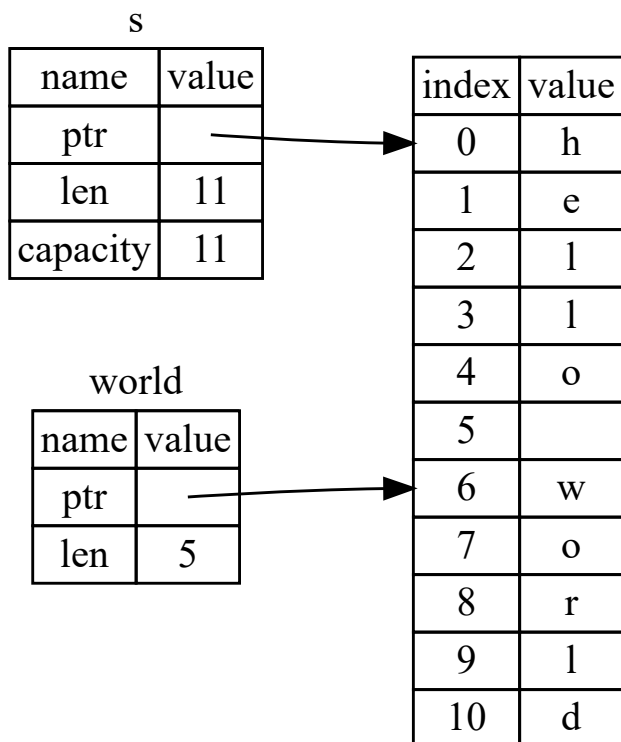 s
name value
ptr
len 11
capacity 11
world
name value
ptr
len 5
index value
0 h
1 e
2 l
3 l
4 o
5
6 w
7 o
8 r
9 l
10 d